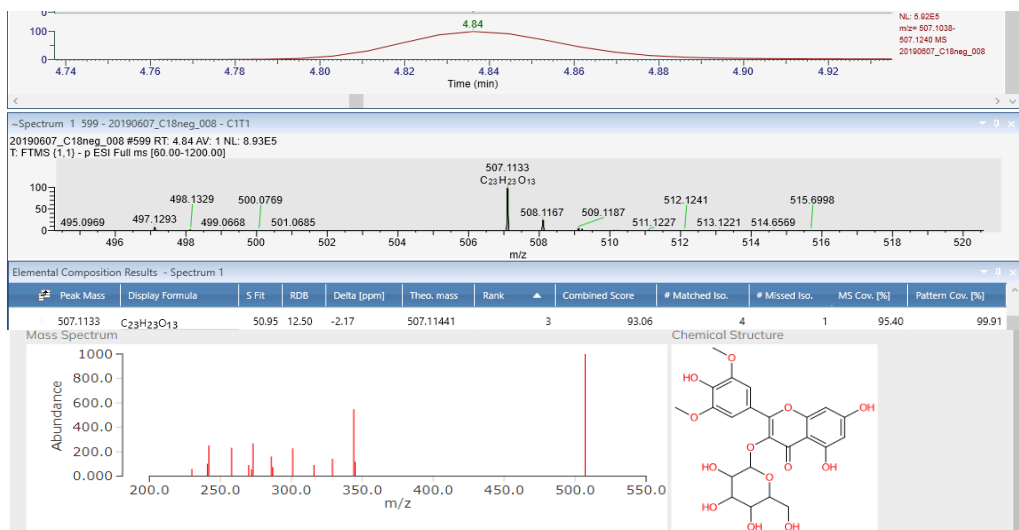 4.84
100
0
4.74 4.76 4.78 4.80 4.82 4.84 4.86 4.88 4.90 4.92
Time (min)
NL: 5.92E5
m/z= 507.1038-
507.1240 MS
20190607_C18neg_008
~Spectrum 1 599 - 20190607_C18neg_008 - C1T1
20190607_C18neg_008 #599 RT: 4.84 AV: 1 NL: 8.93E5
T: FTMS {1,1} - p ESI Full ms [60.00-1200.00]
507.1133
C23H23O13
100
50
0
495.0969 497.1293 498.1329 499.0668 500.0769 501.0685 508.1167 509.1187 511.1227 512.1241 513.1221 514.6569 515.6998
496 498 500 502 504 506 508 510 512 514 516 518 520
m/z
Elemental Composition Results - Spectrum 1
Peak Mass Display Formula S Fit RDB Delta [ppm] Theo. mass Rank Combined Score # Matched Iso. # Missed Iso. MS Cov. [%] Pattern Cov. [%]
507.1133 C23H23O13 50.95 12.50 -2.17 507.11441 3 93.06 4 1 95.40 99.91
Mass Spectrum
1000
800.0
600.0
400.0
200.0
0.000
Abundance
200.0 250.0 300.0 350.0 400.0 450.0 500.0 550.0
m/z
Chemical Structure
O
HO
O
O
OH
O
O
OH
HO
O
HO
OH
OH